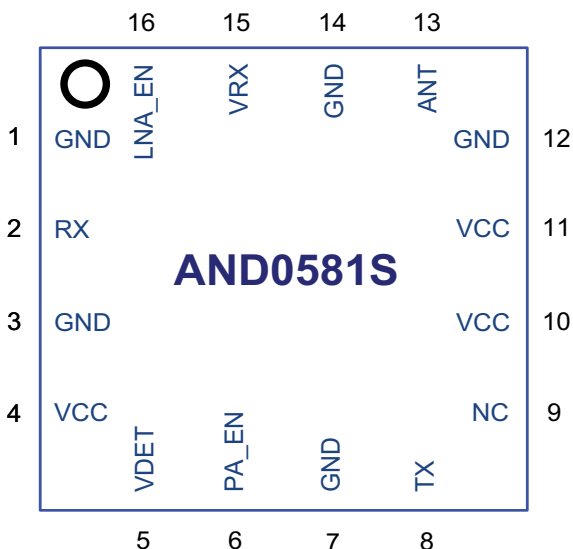 16 15 14 13
LNA_EN VRX GND ANT
1 GND GND 12
2 RX VCC 11
AND0581S
3 GND VCC 10
4 VCC NC 9
VDET PA_EN GND TX
5 6 7 8